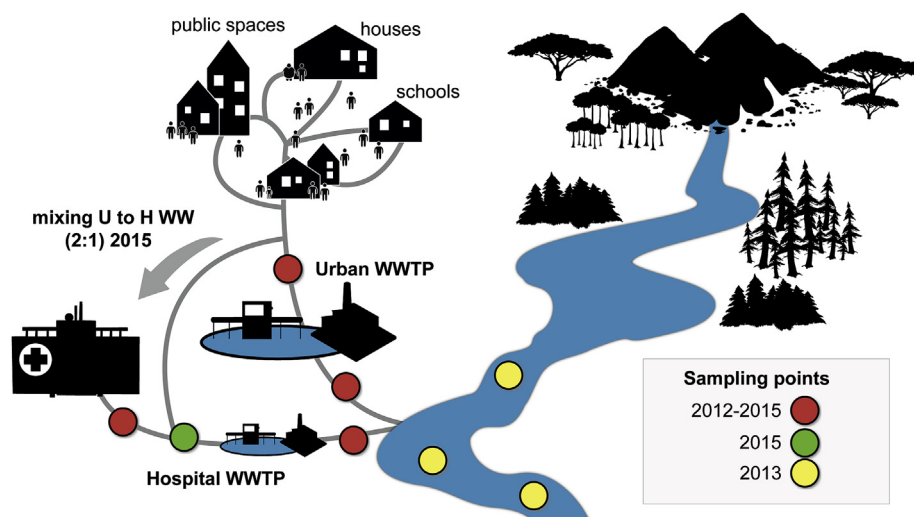 public spaces
houses
schools
mixing U to H WW
(2:1) 2015
Urban WWTP
Hospital WWTP
Sampling points
2012-2015
2015
2013